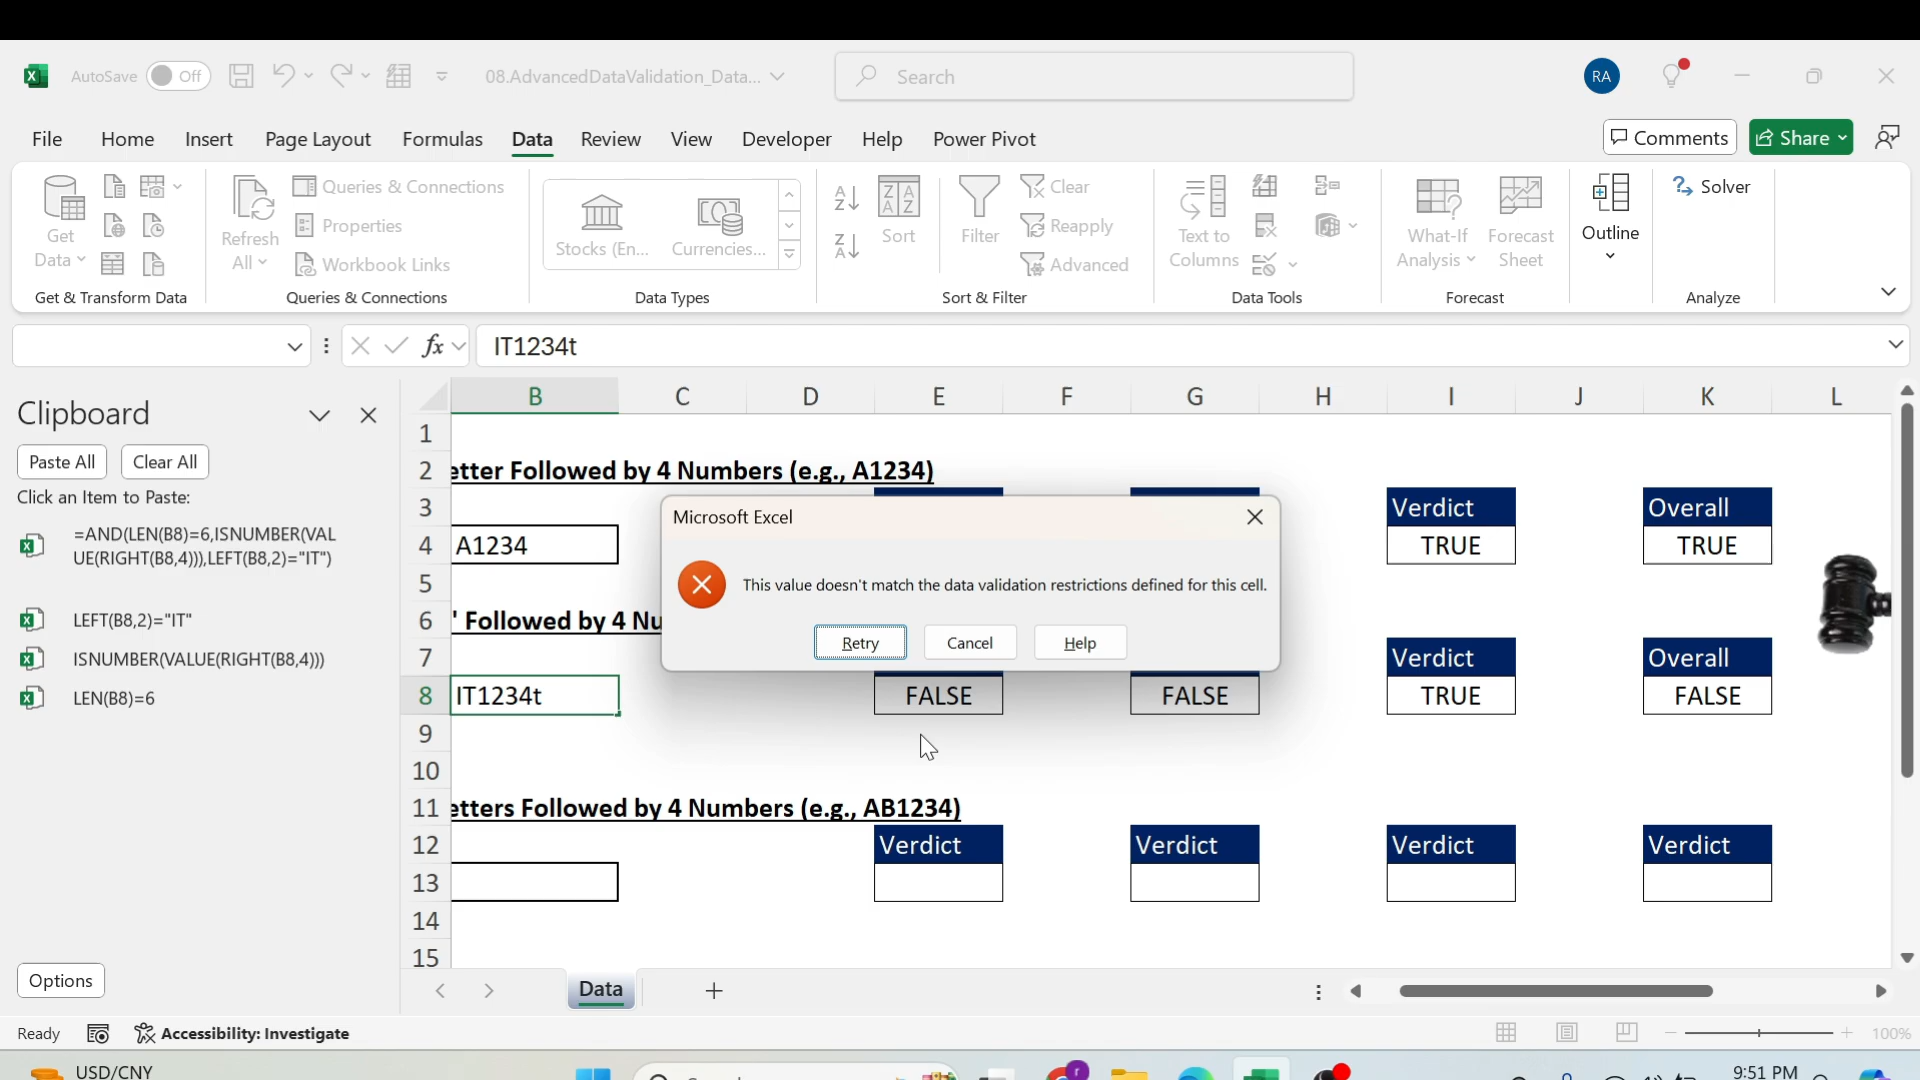 AutoSave Off
08.AdvancedDataValidation_Data...
Search
RA
File Home Insert Page Layout Formulas Data Review View Developer Help Power Pivot
Comments
Share
Get Data
Get & Transform Data
Refresh All
Queries & Connections
Properties
Workbook Links
Queries & Connections
Stocks (En...
Currencies...
Data Types
Sort
Filter
Clear
Reapply
Advanced
Sort & Filter
Text to Columns
Data Tools
What-If Analysis
Forecast Sheet
Forecast
Outline
Solver
Analyze
fx
IT1234t
Clipboard
Paste All
Clear All
Click an Item to Paste:
=AND(LEN(B8)=6,ISNUMBER(VAL
UE(RIGHT(B8,4))),LEFT(B8,2)="IT")
LEFT(B8,2)="IT"
ISNUMBER(VALUE(RIGHT(B8,4)))
LEN(B8)=6
Options
B C D E F G H I J K L
1
2 etter Followed by 4 Numbers (e.g., A1234)
3 Verdict Overall
4 A1234 TRUE TRUE
5
6 ' Followed by 4 Nu
7 Verdict Overall
8 IT1234t FALSE FALSE TRUE FALSE
9
10
11 etters Followed by 4 Numbers (e.g., AB1234)
12 Verdict Verdict Verdict Verdict
13
14
15
Microsoft Excel
This value doesn't match the data validation restrictions defined for this cell.
Retry Cancel Help
Data
Ready
Accessibility: Investigate
100%
USD/CNY
9:51 PM